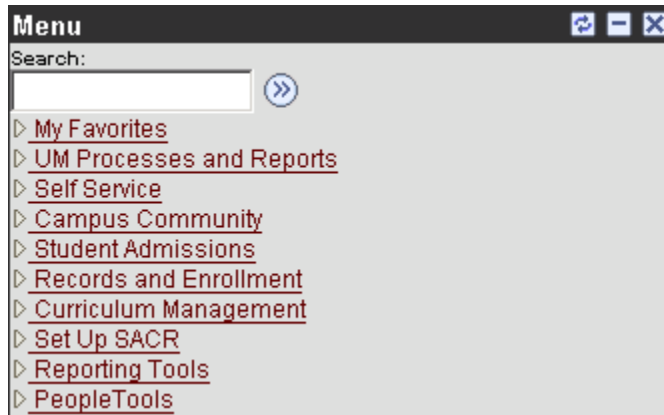 Menu
Search:
My Favorites
UM Processes and Reports
Self Service
Campus Community
Student Admissions
Records and Enrollment
Curriculum Management
Set Up SACR
Reporting Tools
PeopleTools